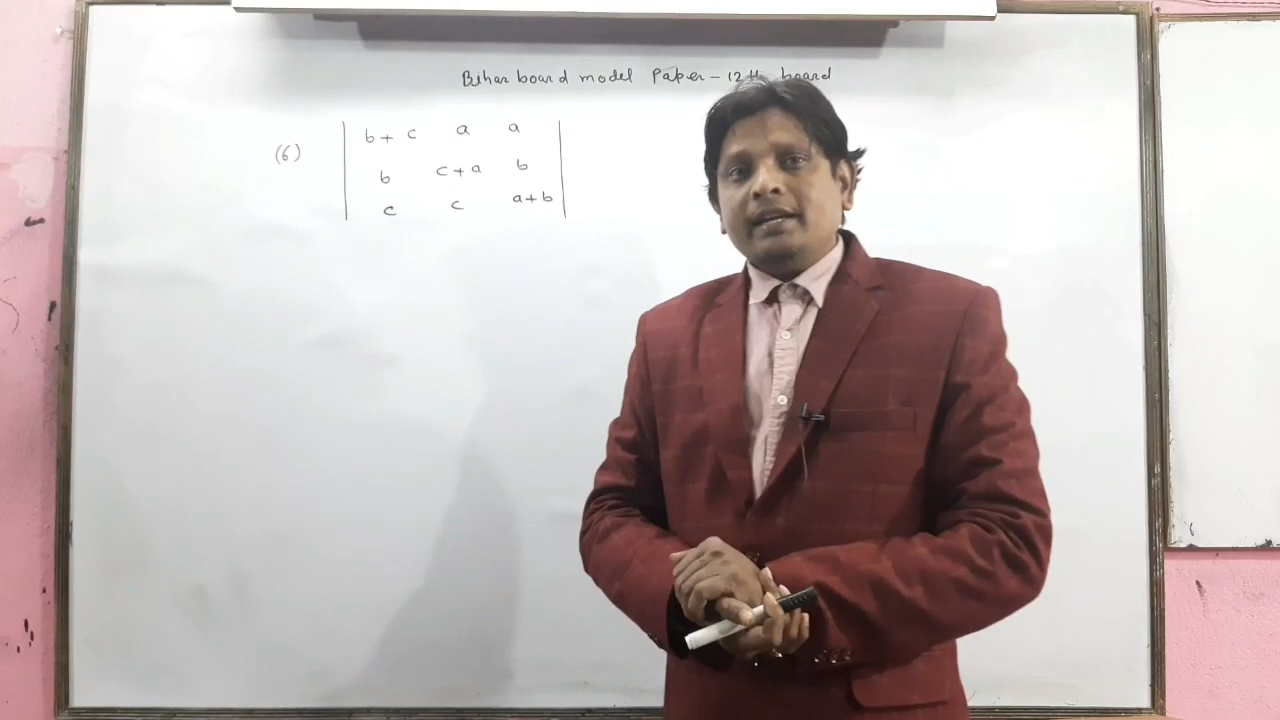 Bihar board model Paper - 12th board
(6) | b + c a a |
| b c + a b |
| c c a + b |